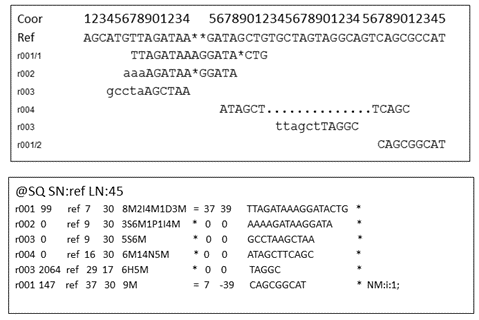 Coor 12345678901234 5678901234567890123456789012345
Ref AGCATGTTAGATAA**GATAGCTGTGCTAGTAGGCAGTCAGCGCCAT
r001/1 TTAGATAAAGGATA*CTG
r002 aaaAGATAA*GGATA
r003 gcctaAGCTAA
r004 ATAGCT..............TCAGC
r003 ttagctTAGGC
r001/2 CAGCGGCAT
@SQ SN:ref LN:45
r001 99 ref 7 30 8M2I4M1D3M = 37 39 TTAGATAAAGGATACTG *
r002 0 ref 9 30 3S6M1P1I4M * 0 0 AAAAGATAAGGATA *
r003 0 ref 9 30 5S6M * 0 0 GCCTAAGCTAA *
r004 0 ref 16 30 6M14N5M * 0 0 ATAGCTTCAGC *
r003 2064 ref 29 17 6H5M * 0 0 TAGGC *
r001 147 ref 37 30 9M = 7 -39 CAGCGGCAT * NM:i:1;